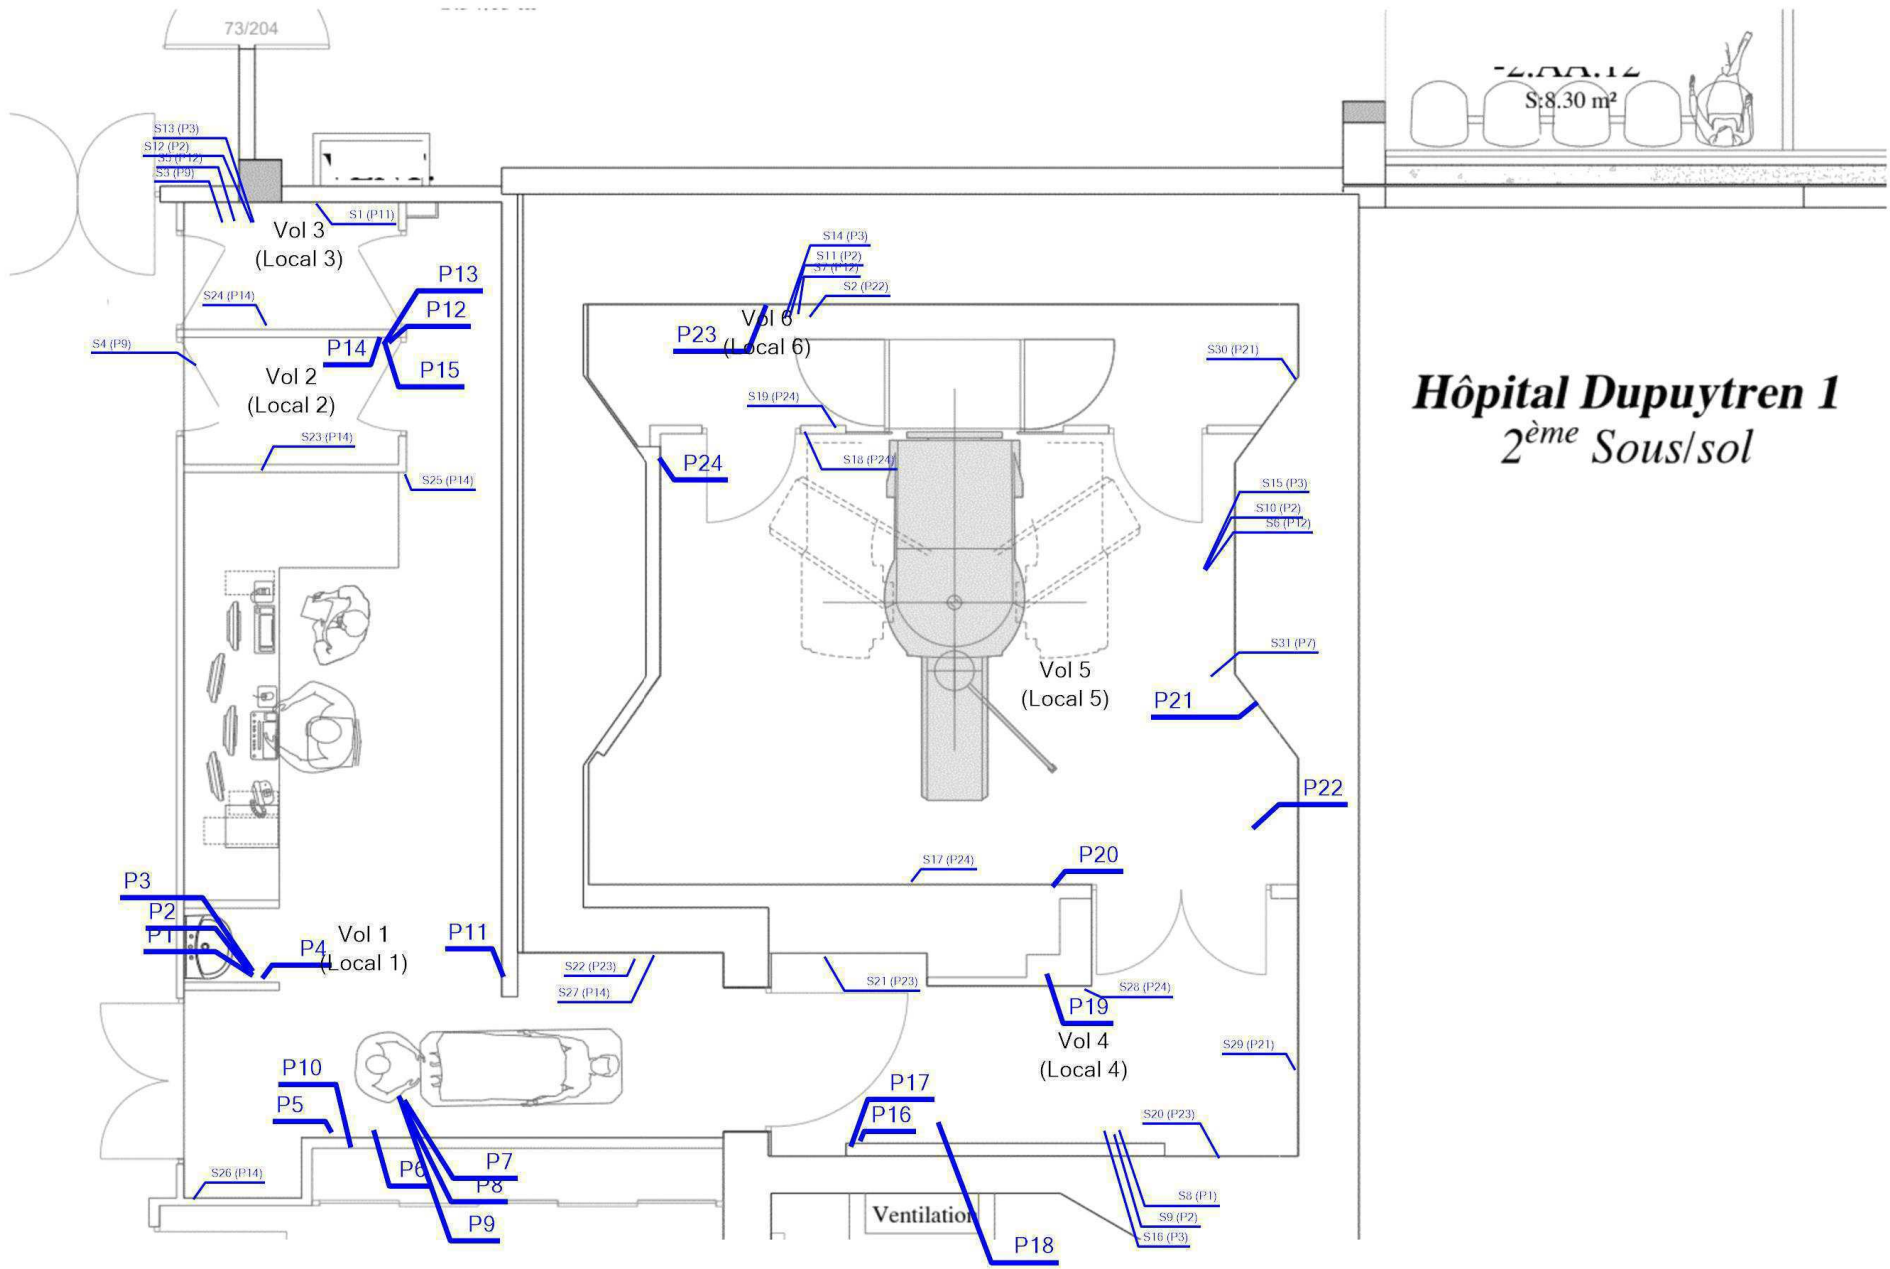 73/204
S:8.30 m²
S13 (P3)
S12 (P2)
S5 (P12)
S3 (P9)
S1 (P11)
Vol 3
(Local 3)
S14 (P3)
S11 (P2)
S7 (P12)
S2 (P22)
S24 (P14)
P13
P12
P14
P15
S4 (P9)
Vol 2
(Local 2)
P23
Vol 6
(Local 6)
S30 (P21)
S19 (P24)
S18 (P24)
P24
S23 (P14)
S25 (P14)
Hôpital Dupuytren 1
2ème Sous/sol
S15 (P3)
S10 (P2)
S6 (P12)
S31 (P7)
Vol 5
(Local 5)
P21
P22
S17 (P24)
P20
P3
P2
P1
P4
Vol 1
(Local 1)
P11
S22 (P23)
S27 (P14)
S21 (P23)
S28 (P24)
P19
Vol 4
(Local 4)
S29 (P21)
P10
P5
P17
P16
S20 (P23)
P6
P7
P8
P9
S26 (P14)
S8 (P1)
S9 (P2)
S16 (P3)
Ventilation
P18